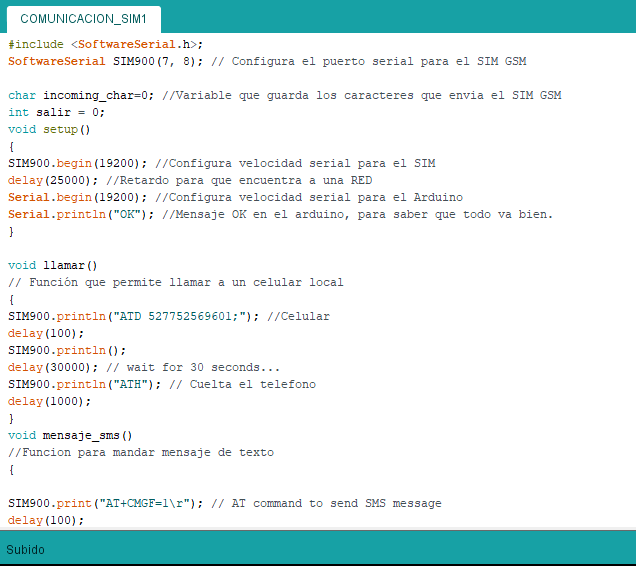 COMUNICACION_SIM1
#include <SoftwareSerial.h>;
SoftwareSerial SIM900(7, 8); // Configura el puerto serial para el SIM GSM
char incoming_char=0; //Variable que guarda los caracteres que envia el SIM GSM
int salir = 0;
void setup()
{
SIM900.begin(19200); //Configura velocidad serial para el SIM
delay(25000); //Retardo para que encuentra a una RED
Serial.begin(19200); //Configura velocidad serial para el Arduino
Serial.println("OK"); //Mensaje OK en el arduino, para saber que todo va bien.
}
void llamar()
// Función que permite llamar a un celular local
{
SIM900.println("ATD 527752569601;"); //Celular
delay(100);
SIM900.println();
delay(30000); // wait for 30 seconds...
SIM900.println("ATH"); // Cuelta el telefono
delay(1000);
}
void mensaje_sms()
//Funcion para mandar mensaje de texto
{
SIM900.print("AT+CMGF=1\r"); // AT command to send SMS message
delay(100);
Subido